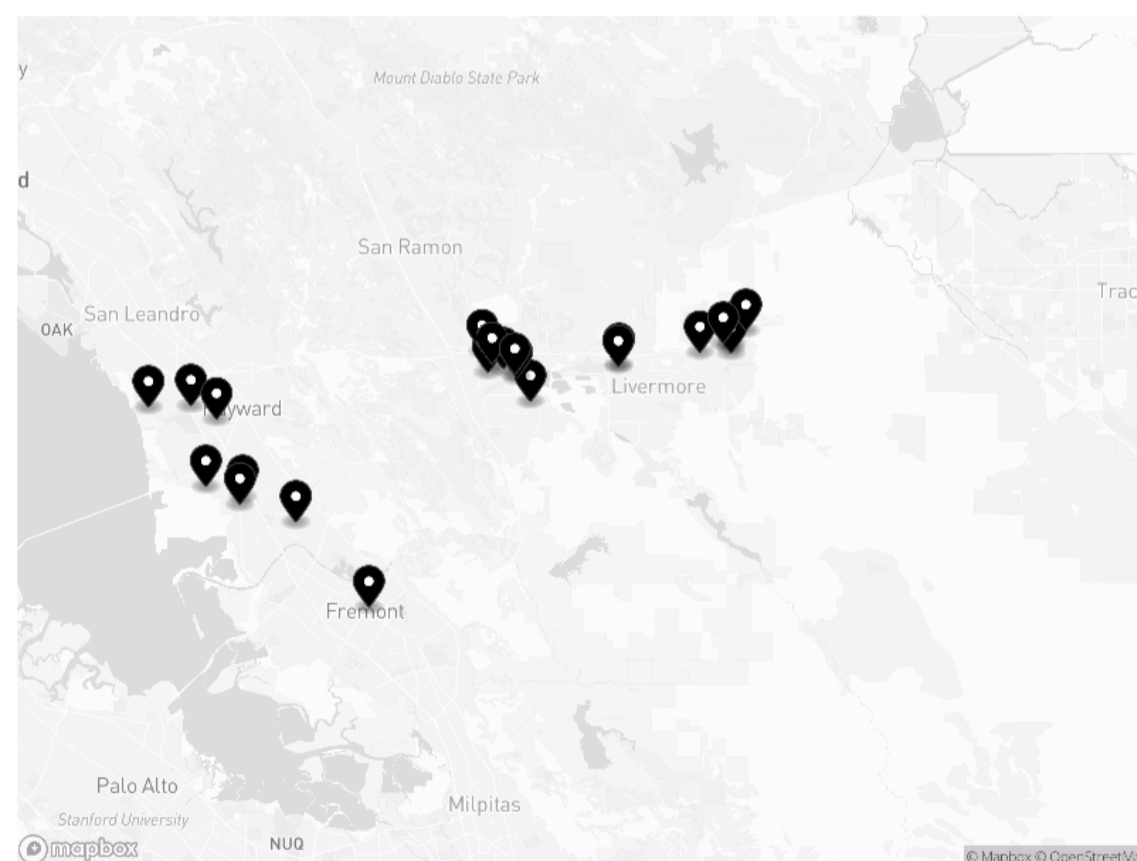 y
Mount Diablo State Park
d
San Ramon
Trac
San Leandro
OAK
Livermore
ayward
Fremont
Palo Alto
Milpitas
Stanford University
NUQ
mapbox
© Mapbox © OpenStreetM